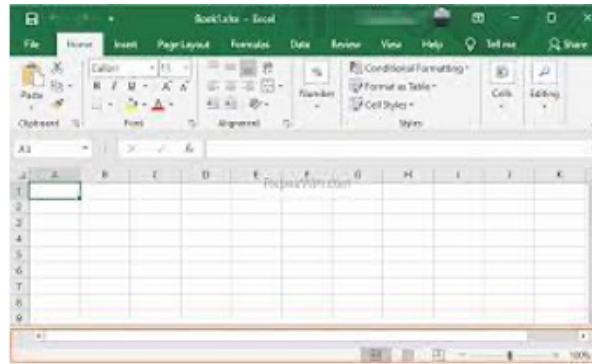 Book1.xlsx - Excel
File Home Insert Page Layout Formulas Data Review View Help Tell me Share
Calibri 11
Conditional Formatting
Paste B I U A A Number Format as Table Cells Editing
A Cell Styles
Clipboard Font Alignment Styles
A1 fx
A B C D E F G H I J K
1
2
3
4
5
6
7
8
9
100%